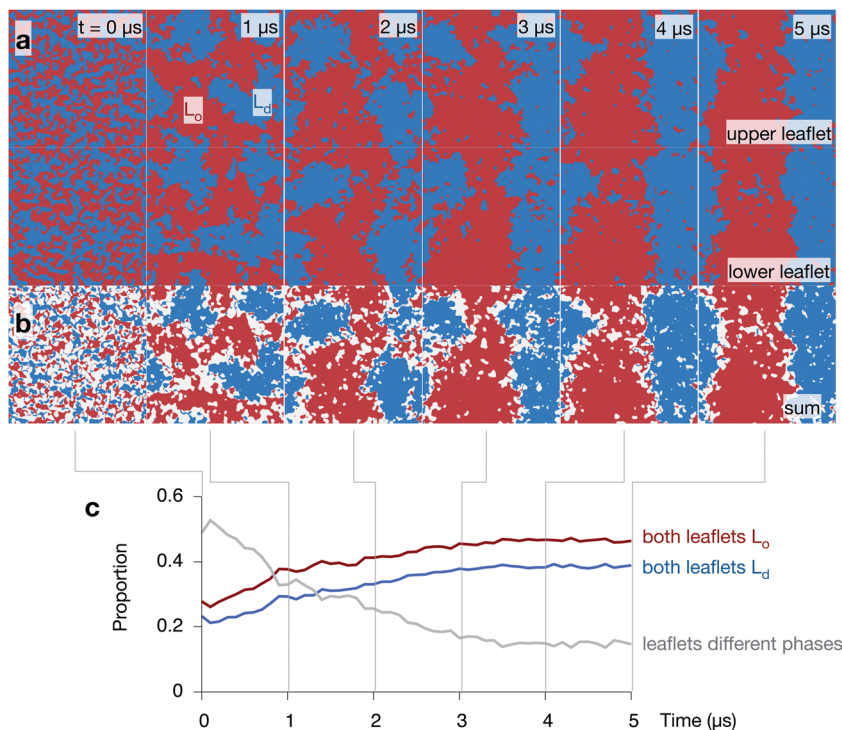 a
t = 0 µs
1 µs
2 µs
3 µs
4 µs
5 µs
Lo
Ld
upper leaflet
lower leaflet
b
sum
c
0.6
0.4
0.2
0
Proportion
both leaflets Lo
both leaflets Ld
leaflets different phases
0 1 2 3 4 5 Time (µs)